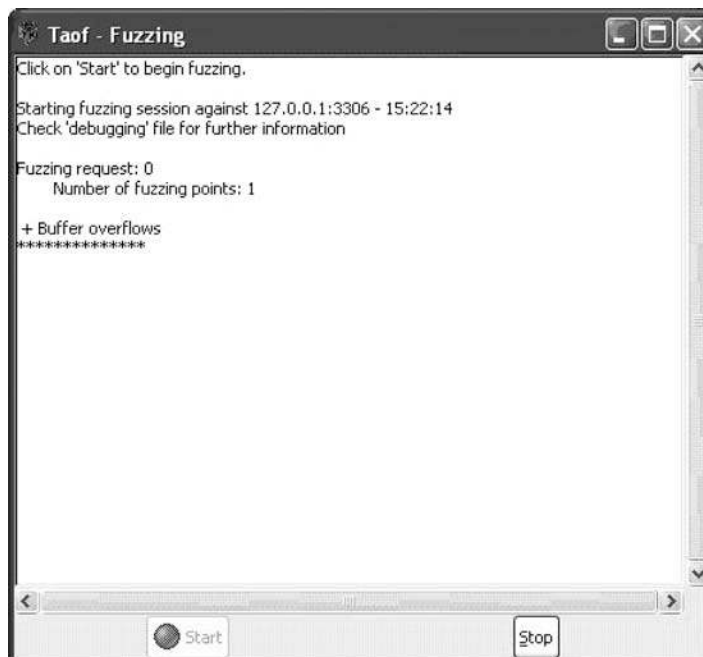 Taof - Fuzzing
Click on 'Start' to begin fuzzing.
Starting fuzzing session against 127.0.0.1:3306 - 15:22:14
Check 'debugging' file for further information
Fuzzing request: 0
Number of fuzzing points: 1
+ Buffer overflows
**************
Start
Stop